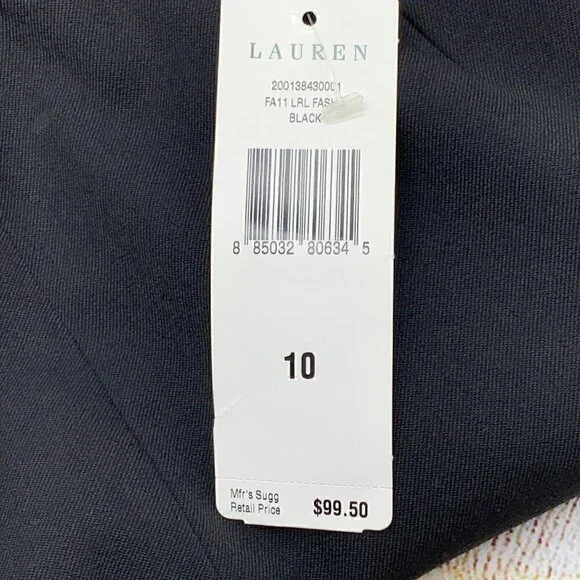 LAUREN
200138430001
FA11 LRL
BLACK
8 85032 80634 5
10
Mfr's Sugg
Retail Price $99.50